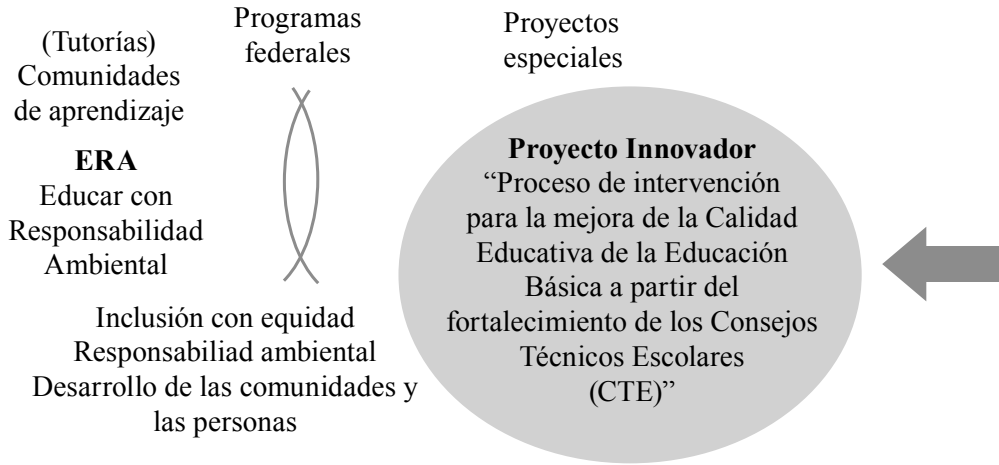 (Tutorías)
Comunidades
de aprendizaje
ERA
Educar con
Responsabilidad
Ambiental
Programas
federales
Inclusión con equidad
Responsabiliad ambiental
Desarrollo de las comunidades y
las personas
Proyectos
especiales
Proyecto Innovador
“Proceso de intervención
para la mejora de la Calidad
Educativa de la Educación
Básica a partir del
fortalecimiento de los Consejos
Técnicos Escolares
(CTE)”